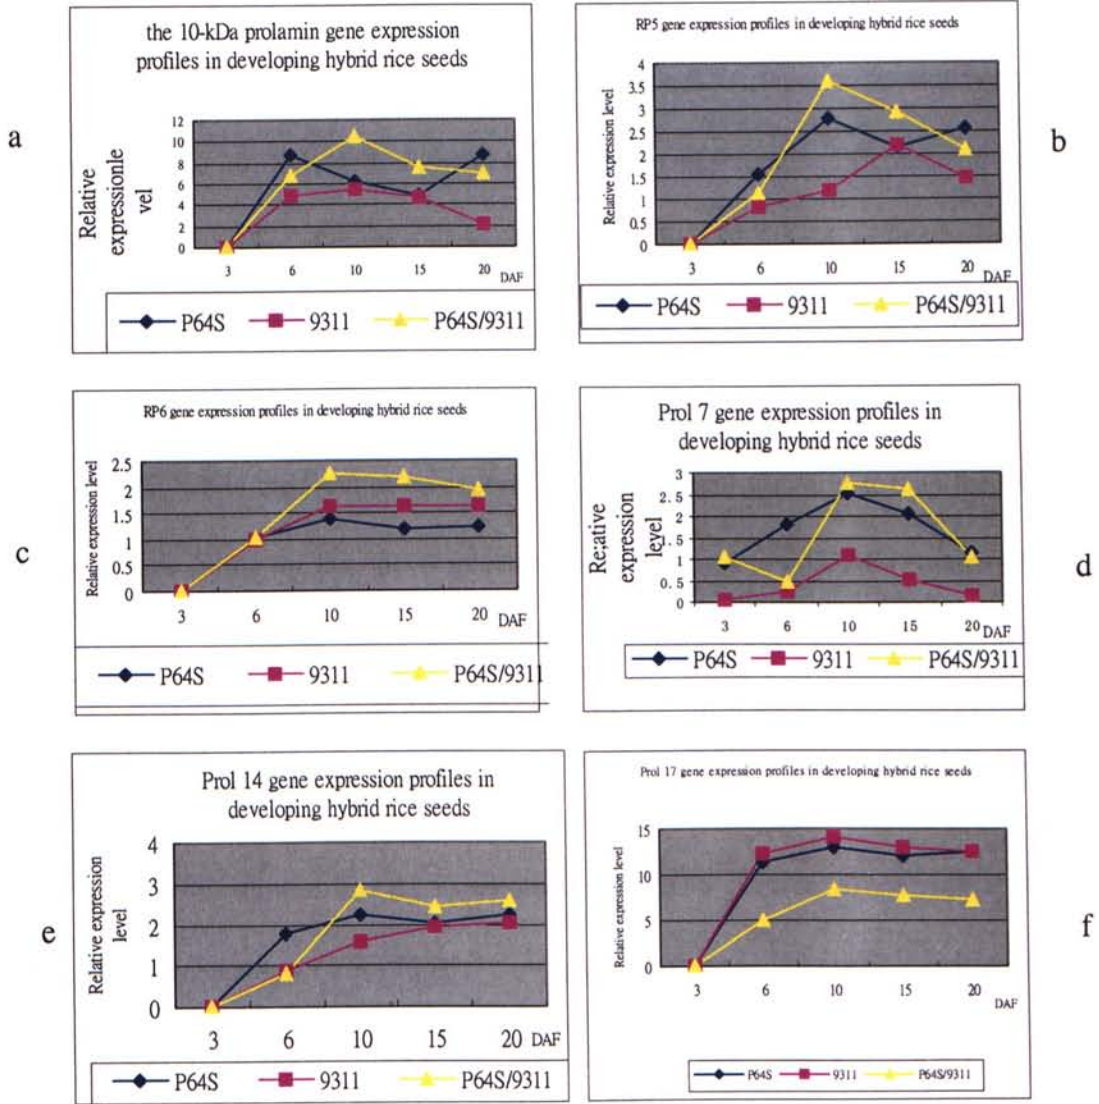 a
the 10-kDa prolamin gene expression
profiles in developing hybrid rice seeds
Relative
expressionle
vel
12
10
8
6
4
2
0
3 6 10 15 20 DAF
P64S 9311 P64S/9311
b
RP5 gene expression profiles in developing hybrid rice seeds
Relative expression level
4
3.5
3
2.5
2
1.5
1
0.5
0
3 6 10 15 20 DAF
P64S 9311 P64S/9311
c
RP6 gene expression profiles in developing hybrid rice seeds
Relative expression level
2.5
2
1.5
1
0.5
0
3 6 10 15 20 DAF
P64S 9311 P64S/9311
d
Prol 7 gene expression profiles in
developing hybrid rice seeds
Re;ative
expression
level
3
2.5
2
1.5
1
0.5
0
3 6 10 15 20 DAF
P64S 9311 P64S/9311
e
Prol 14 gene expression profiles in
developing hybrid rice seeds
Relative expression
level
4
3
2
1
0
3 6 10 15 20 DAF
P64S 9311 P64S/9311
f
Prol 17 gene expression profiles in developing hybrid rice seeds
Relative expression level
15
10
5
0
3 6 10 15 20 DAF
P64S 9311 P64S/9311